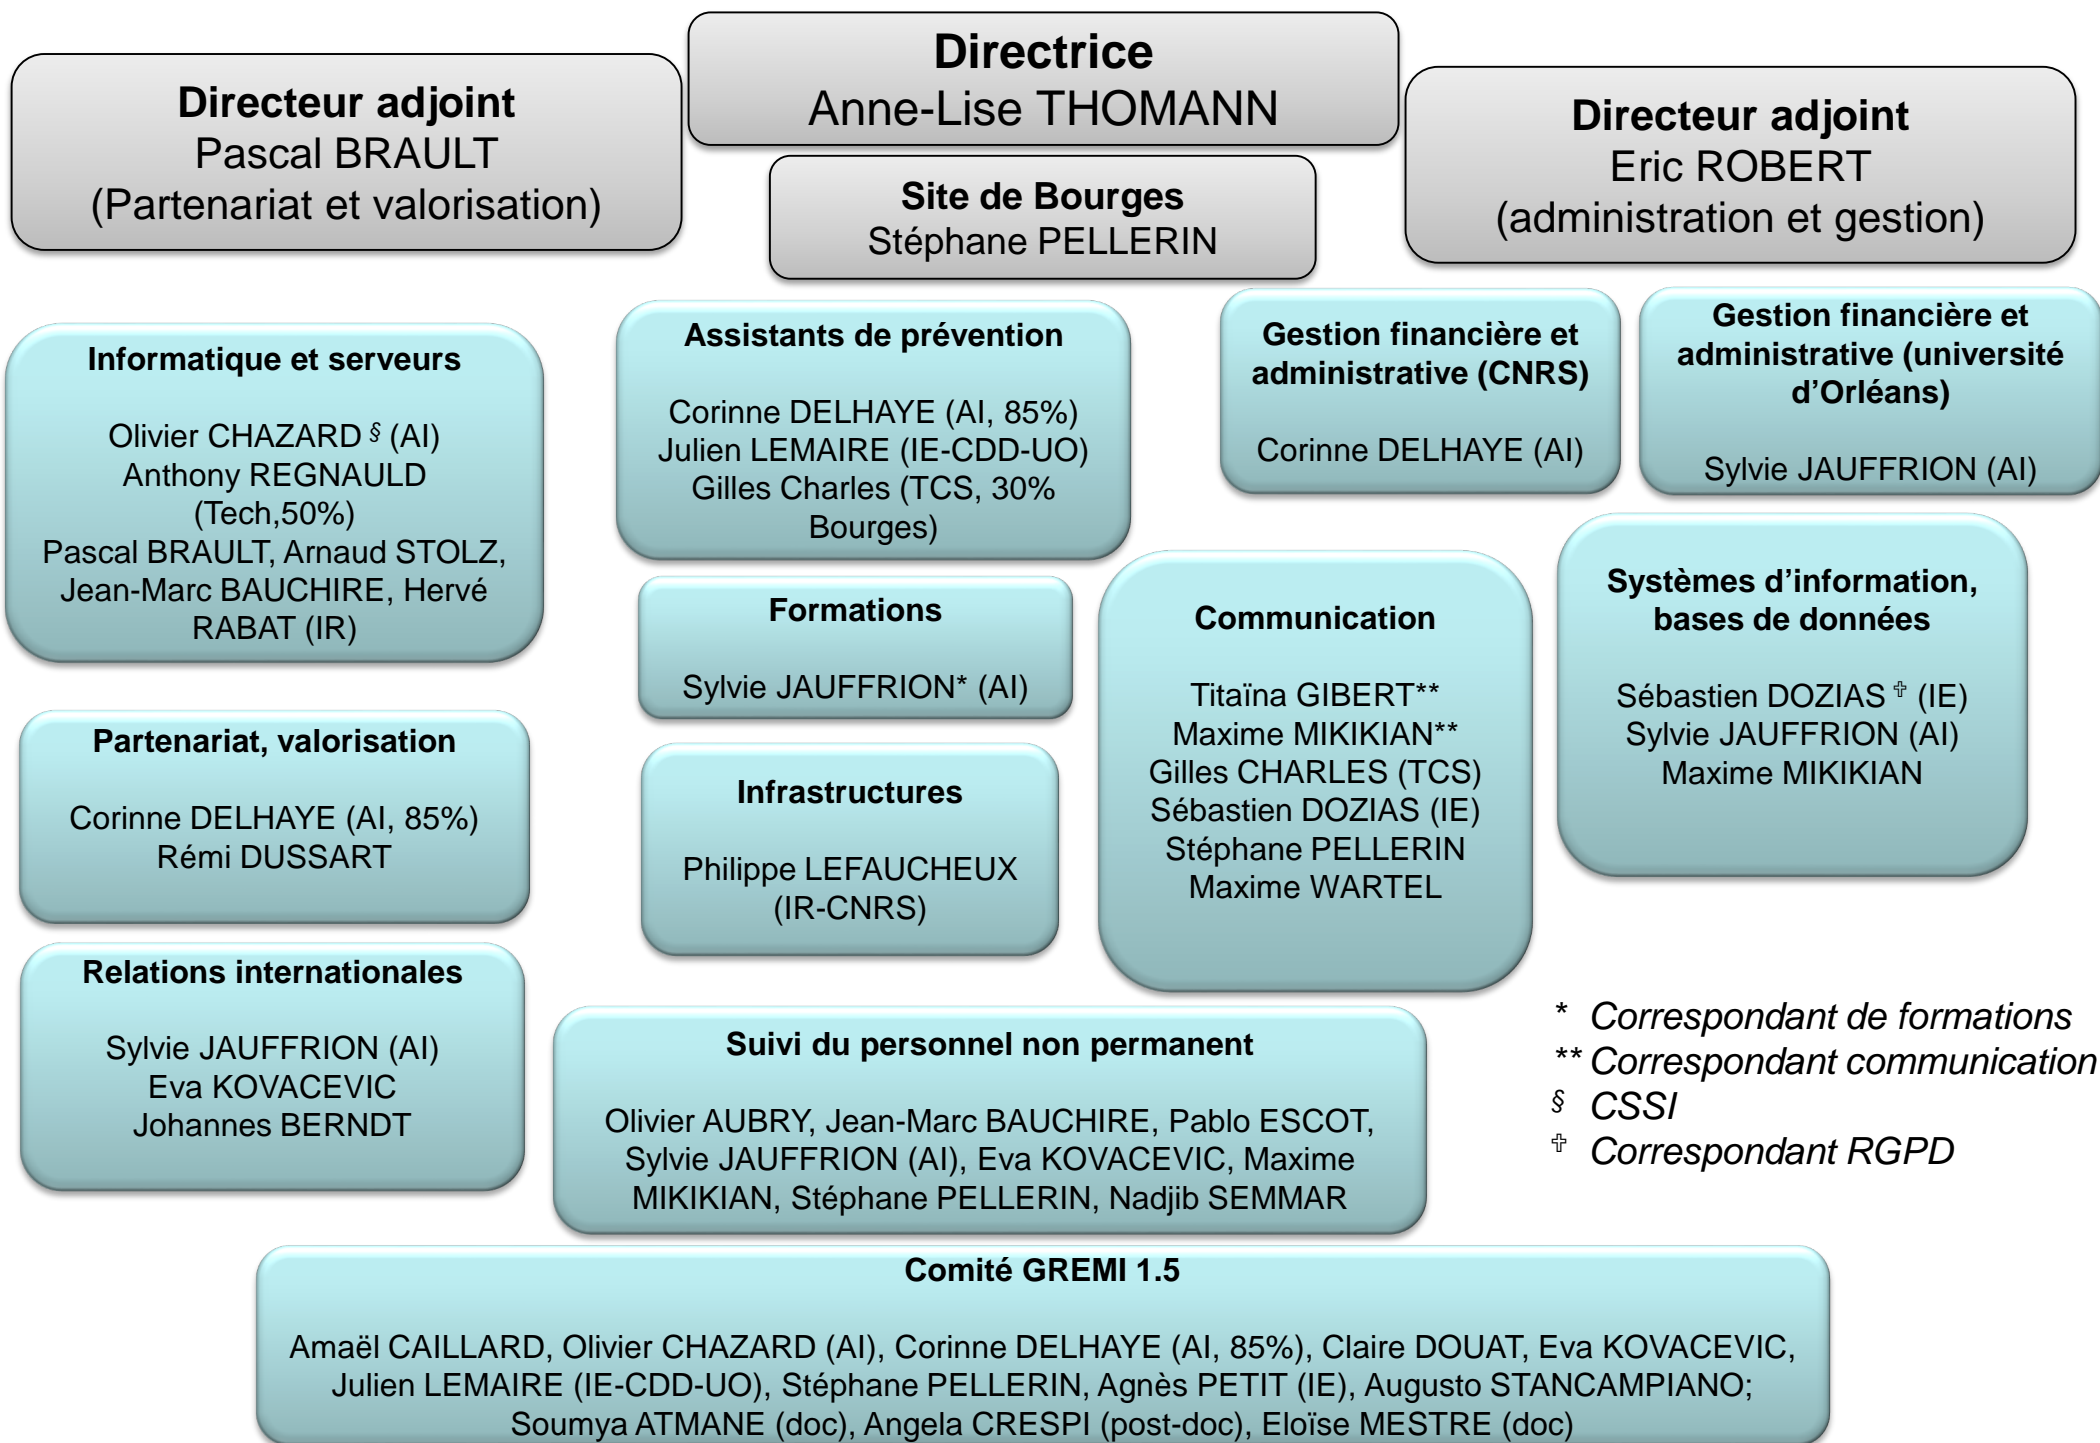 Directrice
Anne-Lise THOMANN
Directeur adjoint
Pascal BRAULT
(Partenariat et valorisation)
Directeur adjoint
Eric ROBERT
(administration et gestion)
Site de Bourges
Stéphane PELLERIN
Informatique et serveurs
Olivier CHAZARD § (AI)
Anthony REGNAULD
(Tech,50%)
Pascal BRAULT, Arnaud STOLZ,
Jean-Marc BAUCHIRE, Hervé
RABAT (IR)
Assistants de prévention
Corinne DELHAYE (AI, 85%)
Julien LEMAIRE (IE-CDD-UO)
Gilles Charles (TCS, 30%
Bourges)
Gestion financière et
administrative (CNRS)
Corinne DELHAYE (AI)
Gestion financière et
administrative (université
d’Orléans)
Sylvie JAUFFRION (AI)
Formations
Sylvie JAUFFRION* (AI)
Communication
Titaïna GIBERT**
Maxime MIKIKIAN**
Gilles CHARLES (TCS)
Sébastien DOZIAS (IE)
Stéphane PELLERIN
Maxime WARTEL
Systèmes d’information,
bases de données
Sébastien DOZIAS ✞ (IE)
Sylvie JAUFFRION (AI)
Maxime MIKIKIAN
Partenariat, valorisation
Corinne DELHAYE (AI, 85%)
Rémi DUSSART
Infrastructures
Philippe LEFAUCHEUX
(IR-CNRS)
Relations internationales
Sylvie JAUFFRION (AI)
Eva KOVACEVIC
Johannes BERNDT
Suivi du personnel non permanent
Olivier AUBRY, Jean-Marc BAUCHIRE, Pablo ESCOT,
Sylvie JAUFFRION (AI), Eva KOVACEVIC, Maxime
MIKIKIAN, Stéphane PELLERIN, Nadjib SEMMAR
* Correspondant de formations
** Correspondant communication
§ CSSI
✞ Correspondant RGPD
Comité GREMI 1.5
Amaël CAILLARD, Olivier CHAZARD (AI), Corinne DELHAYE (AI, 85%), Claire DOUAT, Eva KOVACEVIC,
Julien LEMAIRE (IE-CDD-UO), Stéphane PELLERIN, Agnès PETIT (IE), Augusto STANCAMPIANO;
Soumya ATMANE (doc), Angela CRESPI (post-doc), Eloïse MESTRE (doc)